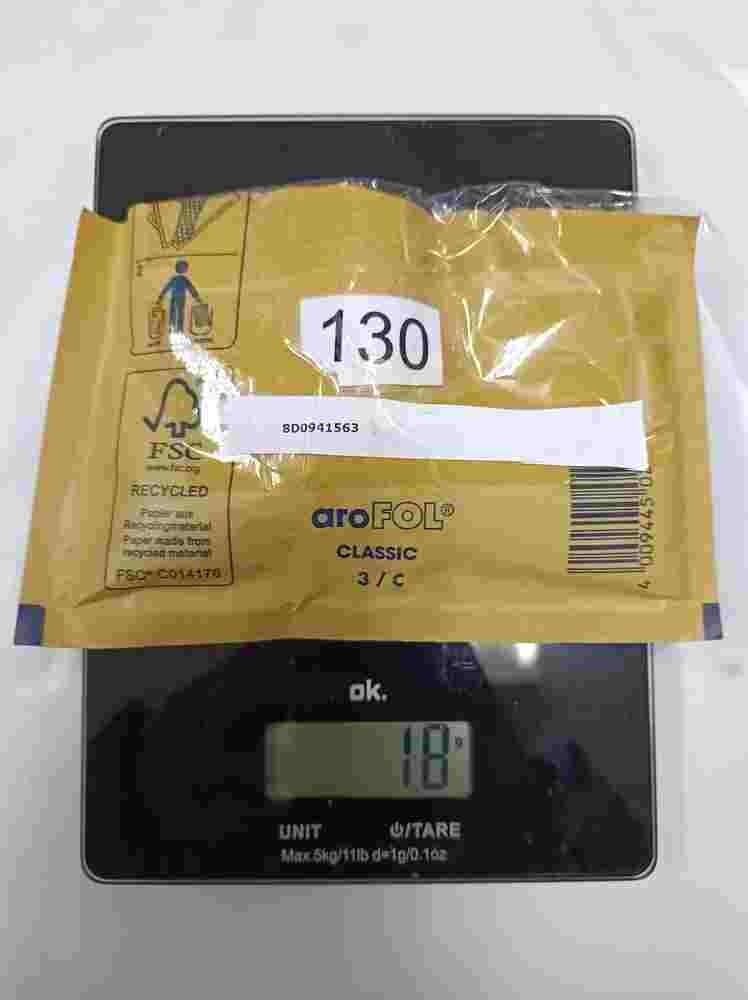 130
8D0941563
FSC
www.fsc.org
RECYCLED
Papier aus
Recyclingmaterial
Paper made from
recycled material
FSC® C014176
aroFOL®
CLASSIC
3 / C
ok.
18 g
UNIT ⏻/TARE
Max.5kg/11lb d=1g/0.1oz